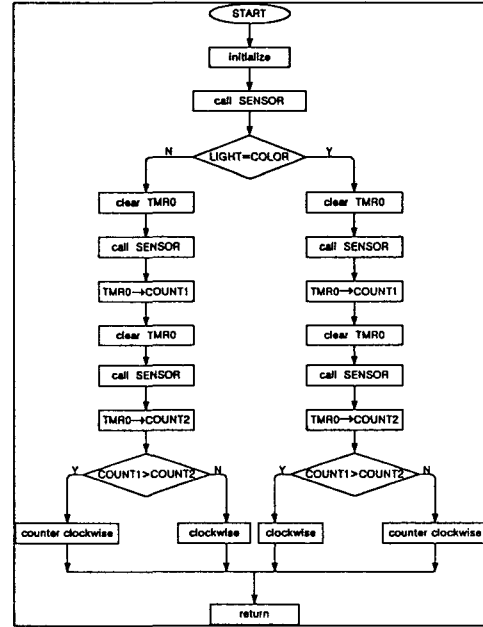 START
initialize
call SENSOR
LIGHT=COLOR
N
Y
clear TMR0
call SENSOR
TMR0→COUNT1
clear TMR0
call SENSOR
TMR0→COUNT2
COUNT1>COUNT2
Y
N
counter clockwise
clockwise
clear TMR0
call SENSOR
TMR0→COUNT1
clear TMR0
call SENSOR
TMR0→COUNT2
COUNT1>COUNT2
Y
N
clockwise
counter clockwise
return